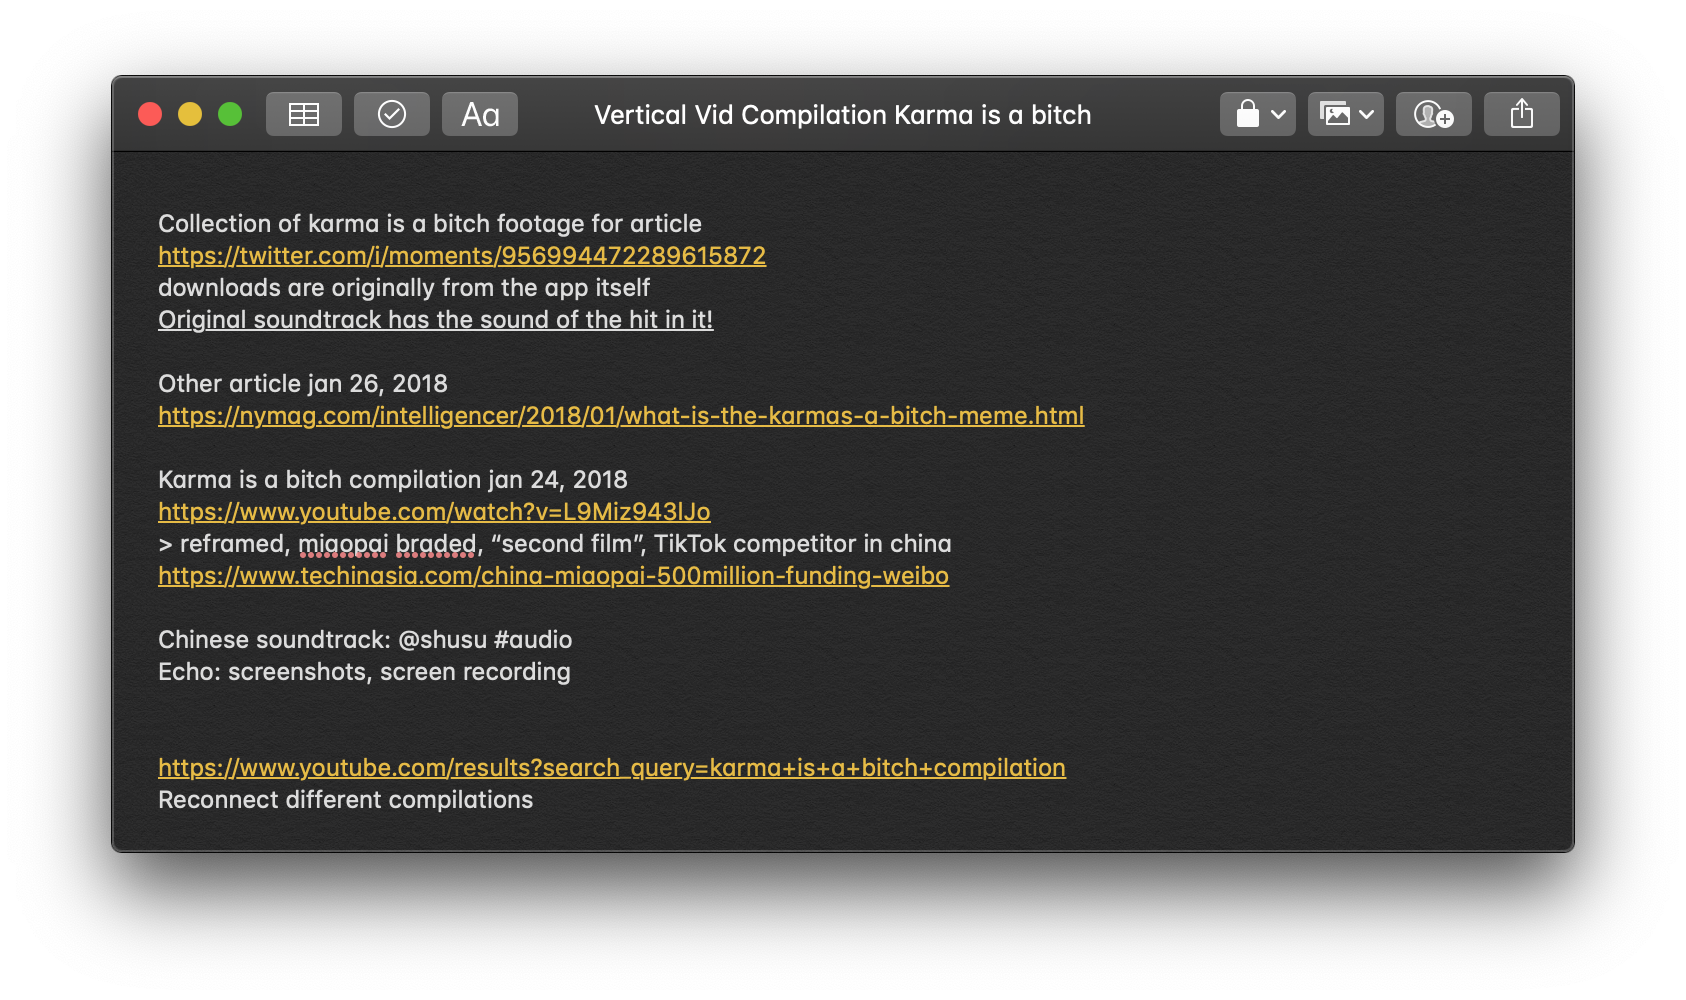 Aa
Vertical Vid Compilation Karma is a bitch
Collection of karma is a bitch footage for article
https://twitter.com/i/moments/956994472289615872
downloads are originally from the app itself
Original soundtrack has the sound of the hit in it!
Other article jan 26, 2018
https://nymag.com/intelligencer/2018/01/what-is-the-karmas-a-bitch-meme.html
Karma is a bitch compilation jan 24, 2018
https://www.youtube.com/watch?v=L9Miz943lJo
> reframed, miaopai braded, “second film”, TikTok competitor in china
https://www.techinasia.com/china-miaopai-500million-funding-weibo
Chinese soundtrack: @shusu #audio
Echo: screenshots, screen recording
https://www.youtube.com/results?search_query=karma+is+a+bitch+compilation
Reconnect different compilations